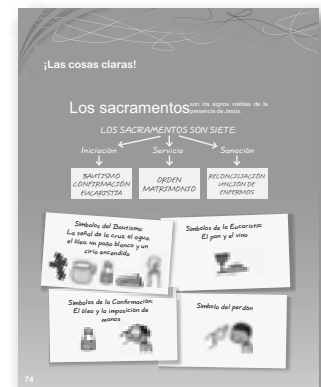 ¡Las cosas claras!
Los sacramentos son los signos visibles de la
presencia de Jesús.
LOS SACRAMENTOS SON SIETE:
Iniciación Servicio Sanación
BAUTISMO
CONFIRMACIÓN
EUCARISTIA
ORDEN
MATRIMONIO
RECONCILIACIÓN
UNCIÓN DE
ENFERMOS
Símbolos del Bautismo:
La señal de la cruz, el agua,
el óleo, un paño blanco y un
cirio encendido
Símbolos de la Eucaristía:
El pan y el vino
Símbolos de la Confirmación:
El óleo y la imposición de
manos
Símbolo del perdón
74